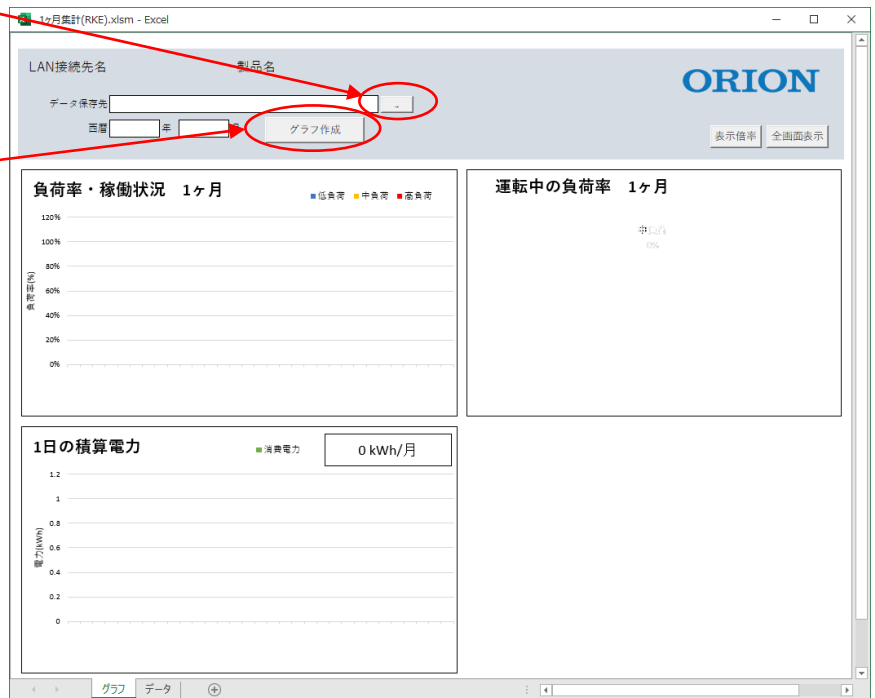 1ヶ月集計(RKE).xlsm - Excel
LAN接続先名 製品名
ORION
データ保存先
..
西暦 年
グラフ作成
表示倍率 全画面表示
負荷率・稼働状況 1ヶ月
低負荷 中負荷 高負荷
120%
100%
80%
60%
40%
20%
0%
負荷率(%)
運転中の負荷率 1ヶ月
0%
1日の積算電力
消費電力
0 kWh/月
1.2
1
0.8
0.6
0.4
0.2
0
電力(kWh)
グラフ データ